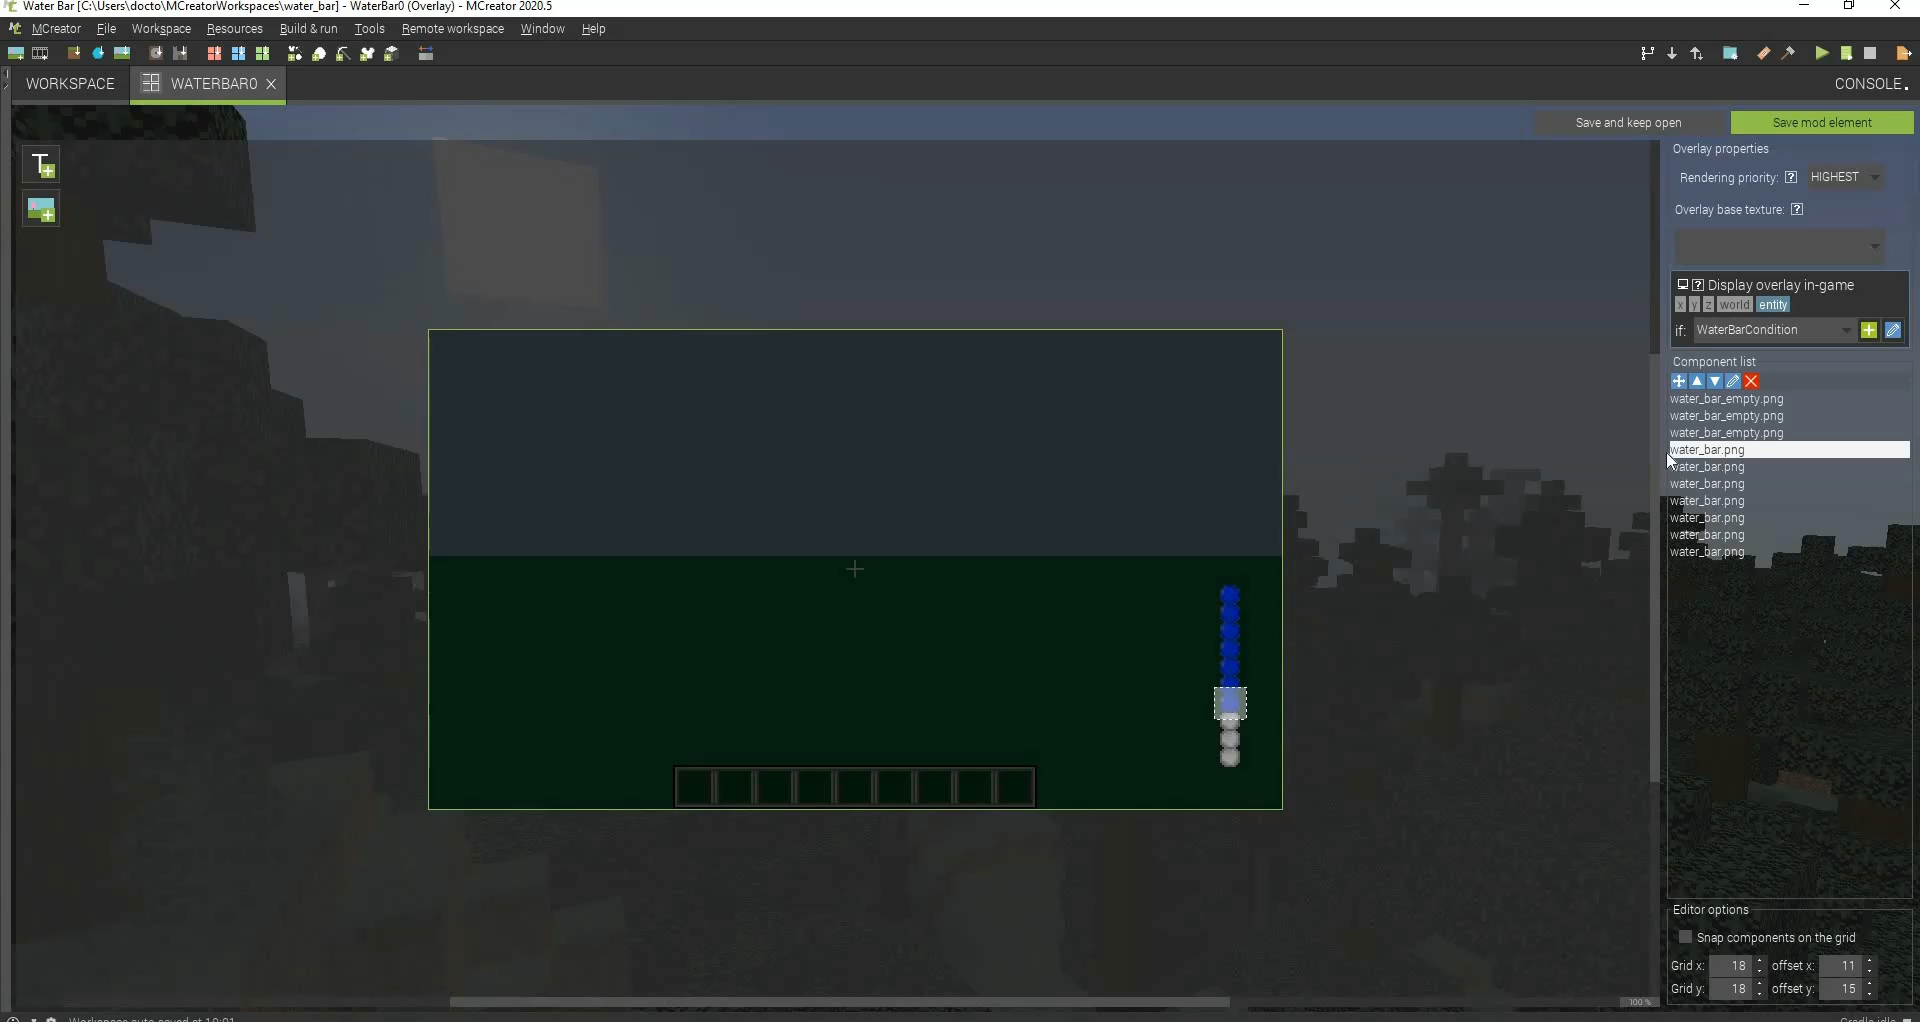 Water Bar [C:\Users\docto\MCreatorWorkspaces\water_bar] - WaterBar0 (Overlay) - MCreator 2020.5
MCreator File Workspace Resources Build & run Tools Remote workspace Window Help
WORKSPACE WATERBAR0 CONSOLE
Save and keep open Save mod element
Overlay properties
Rendering priority: ? HIGHEST
Overlay base texture: ?
? Display overlay in-game
x y z world entity
if: WaterBarCondition
Component list
water_bar_empty.png
water_bar_empty.png
water_bar_empty.png
water_bar.png
water_bar.png
water_bar.png
water_bar.png
water_bar.png
water_bar.png
water_bar.png
Editor options
Snap components on the grid
Grid x: 18 offset x: 11
Grid y: 18 offset y: 15
100 %